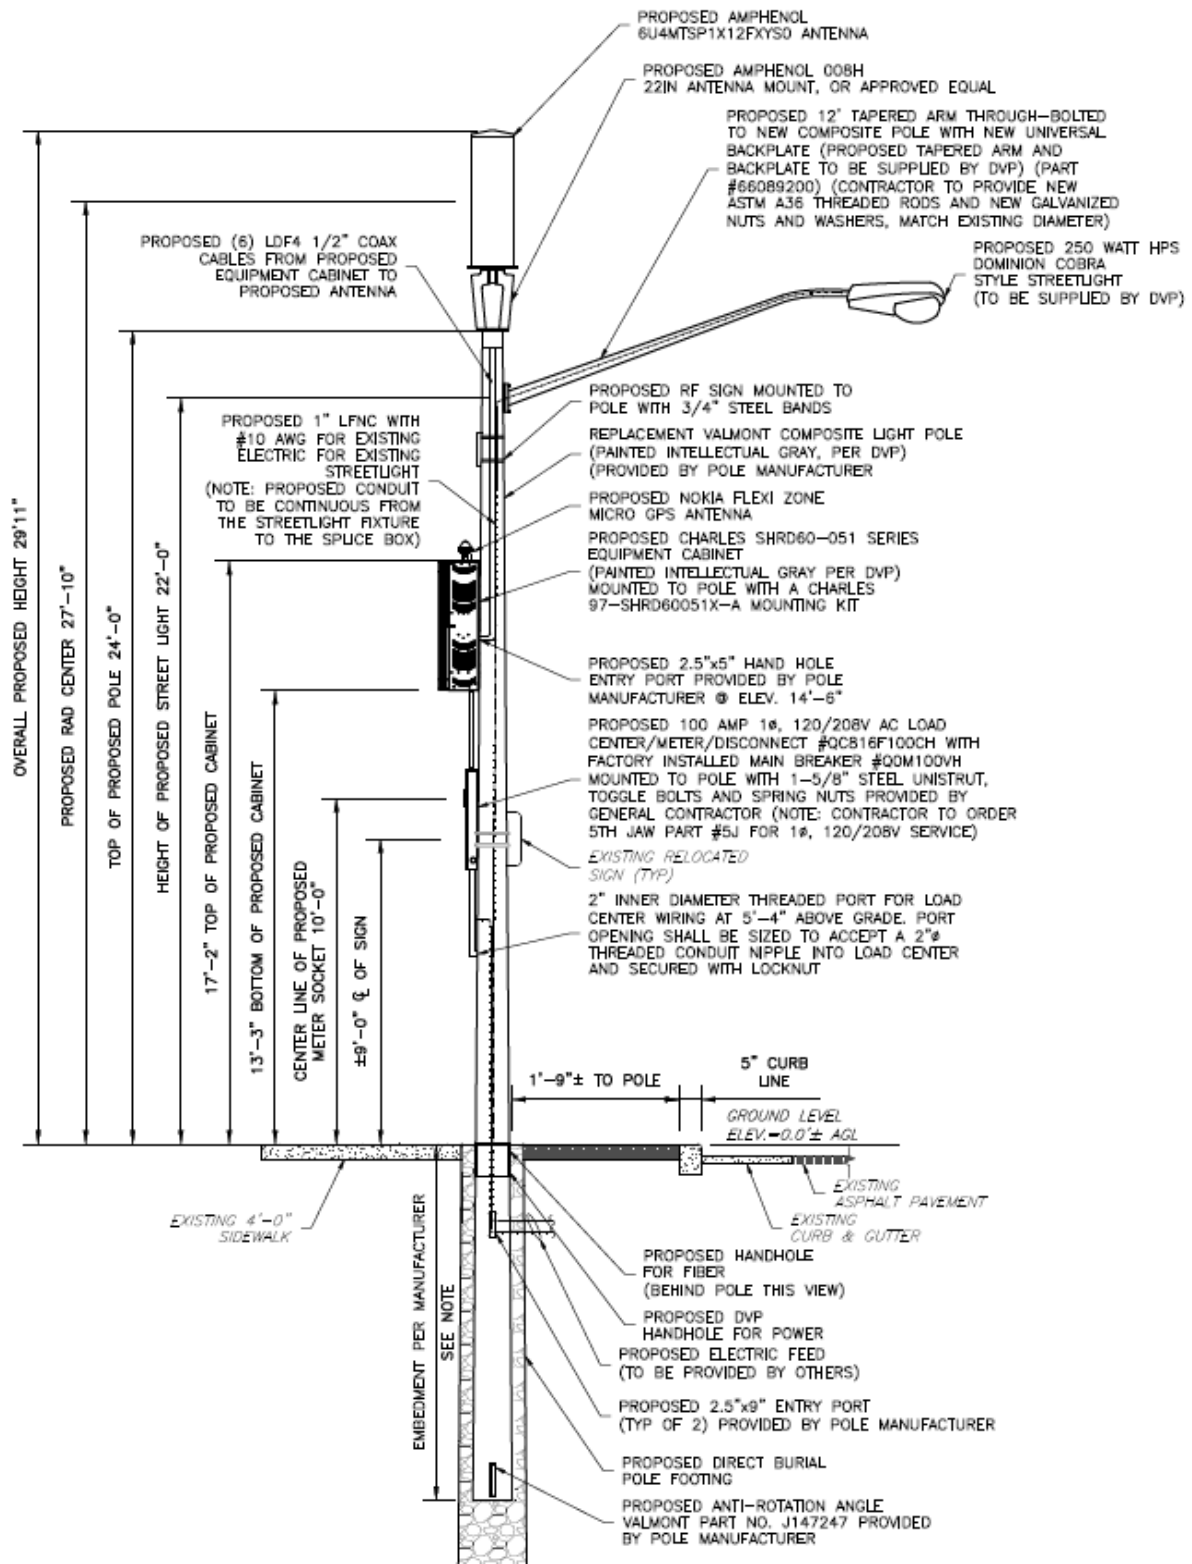 PROPOSED AMPHENOL
6U4MTSP1X12FXYS0 ANTENNA
PROPOSED AMPHENOL 008H
22IN ANTENNA MOUNT, OR APPROVED EQUAL
PROPOSED 12' TAPERED ARM THROUGH-BOLTED
TO NEW COMPOSITE POLE WITH NEW UNIVERSAL
BACKPLATE (PROPOSED TAPERED ARM AND
BACKPLATE TO BE SUPPLIED BY DVP) (PART
#66089200) (CONTRACTOR TO PROVIDE NEW
ASTM A36 THREADED RODS AND NEW GALVANIZED
NUTS AND WASHERS, MATCH EXISTING DIAMETER)
PROPOSED (6) LDF4 1/2" COAX
CABLES FROM PROPOSED
EQUIPMENT CABINET TO
PROPOSED ANTENNA
PROPOSED 250 WATT HPS
DOMINION COBRA
STYLE STREETLIGHT
(TO BE SUPPLIED BY DVP)
PROPOSED RF SIGN MOUNTED TO
POLE WITH 3/4" STEEL BANDS
PROPOSED 1" LFNC WITH
#10 AWG FOR EXISTING
ELECTRIC FOR EXISTING
STREETLIGHT
(NOTE: PROPOSED CONDUIT
TO BE CONTINUOUS FROM
THE STREETLIGHT FIXTURE
TO THE SPLICE BOX)
REPLACEMENT VALMONT COMPOSITE LIGHT POLE
(PAINTED INTELLECTUAL GRAY, PER DVP)
(PROVIDED BY POLE MANUFACTURER
PROPOSED NOKIA FLEXI ZONE
MICRO GPS ANTENNA
PROPOSED CHARLES SHRD60-051 SERIES
EQUIPMENT CABINET
(PAINTED INTELLECTUAL GRAY PER DVP)
MOUNTED TO POLE WITH A CHARLES
97-SHRD60051X-A MOUNTING KIT
PROPOSED 2.5"x5" HAND HOLE
ENTRY PORT PROVIDED BY POLE
MANUFACTURER @ ELEV. 14'-6"
PROPOSED 100 AMP 1ø, 120/208V AC LOAD
CENTER/METER/DISCONNECT #QC816F100CH WITH
FACTORY INSTALLED MAIN BREAKER #QOM100VH
MOUNTED TO POLE WITH 1-5/8" STEEL UNISTRUT,
TOGGLE BOLTS AND SPRING NUTS PROVIDED BY
GENERAL CONTRACTOR (NOTE: CONTRACTOR TO ORDER
5TH JAW PART #5J FOR 1ø, 120/208V SERVICE)
EXISTING RELOCATED
SIGN (TYP)
2" INNER DIAMETER THREADED PORT FOR LOAD
CENTER WIRING AT 5'-4" ABOVE GRADE. PORT
OPENING SHALL BE SIZED TO ACCEPT A 2"ø
THREADED CONDUIT NIPPLE INTO LOAD CENTER
AND SECURED WITH LOCKNUT
OVERALL PROPOSED HEIGHT 29'11"
PROPOSED RAD CENTER 27'-10"
TOP OF PROPOSED POLE 24'-0"
HEIGHT OF PROPOSED STREET LIGHT 22'-0"
17'-2" TOP OF PROPOSED CABINET
13'-3" BOTTOM OF PROPOSED CABINET
CENTER LINE OF PROPOSED
METER SOCKET 10'-0"
±9'-0" ℄ OF SIGN
1'-9"± TO POLE
5" CURB
LINE
GROUND LEVEL
ELEV.=0.0'± AGL
EXISTING 4'-0"
SIDEWALK
EXISTING
ASPHALT PAVEMENT
EXISTING
CURB & GUTTER
EMBEDMENT PER MANUFACTURER
SEE NOTE
PROPOSED HANDHOLE
FOR FIBER
(BEHIND POLE THIS VIEW)
PROPOSED DVP
HANDHOLE FOR POWER
PROPOSED ELECTRIC FEED
(TO BE PROVIDED BY OTHERS)
PROPOSED 2.5"x9" ENTRY PORT
(TYP OF 2) PROVIDED BY POLE MANUFACTURER
PROPOSED DIRECT BURIAL
POLE FOOTING
PROPOSED ANTI-ROTATION ANGLE
VALMONT PART NO. J147247 PROVIDED
BY POLE MANUFACTURER